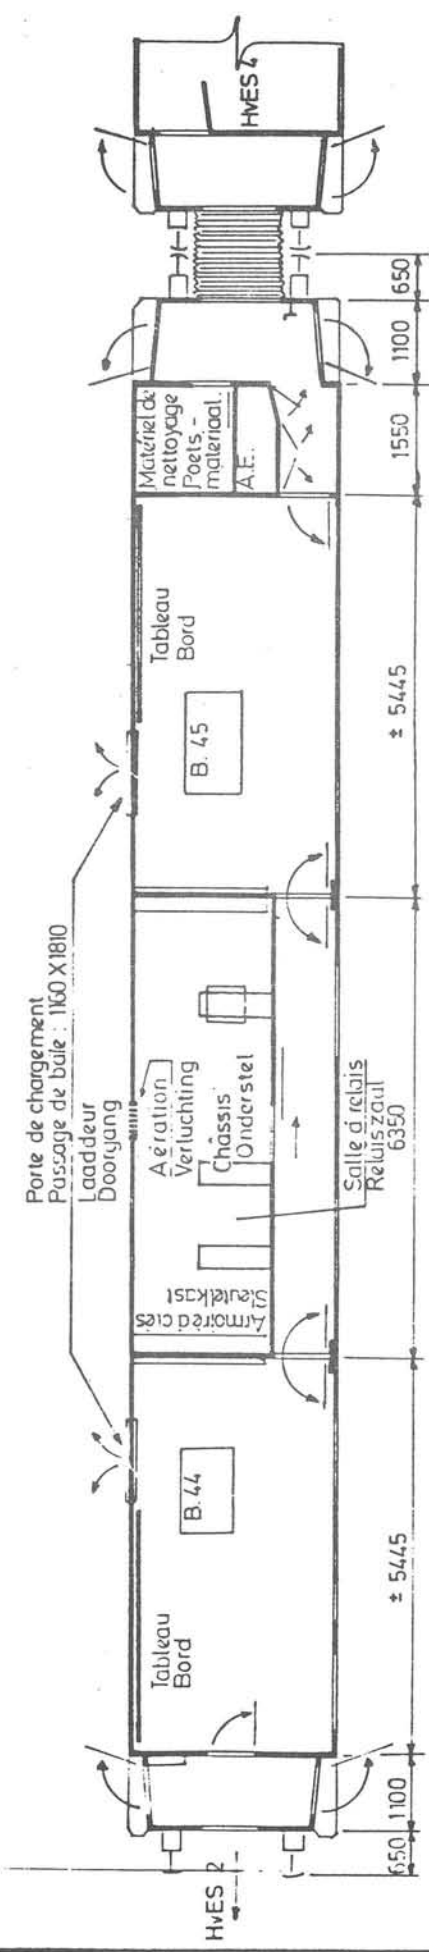 HvES 4
Matériel de
nettoyage
Poets-
materiaal.
A.E.
Tableau
Bord
B. 45
Porte de chargement
Passage de baie : 1160 X1810
Laaddeur
Doorgang
Aération
Verluchting
Châssis
Onderstel
Armoire à clés
Sleutelkast
Salle à relais
Relaiszaal
B. 44
Tableau
Bord
HvES 2
650
1100
± 5445
6350
± 5445
1550
1100
650